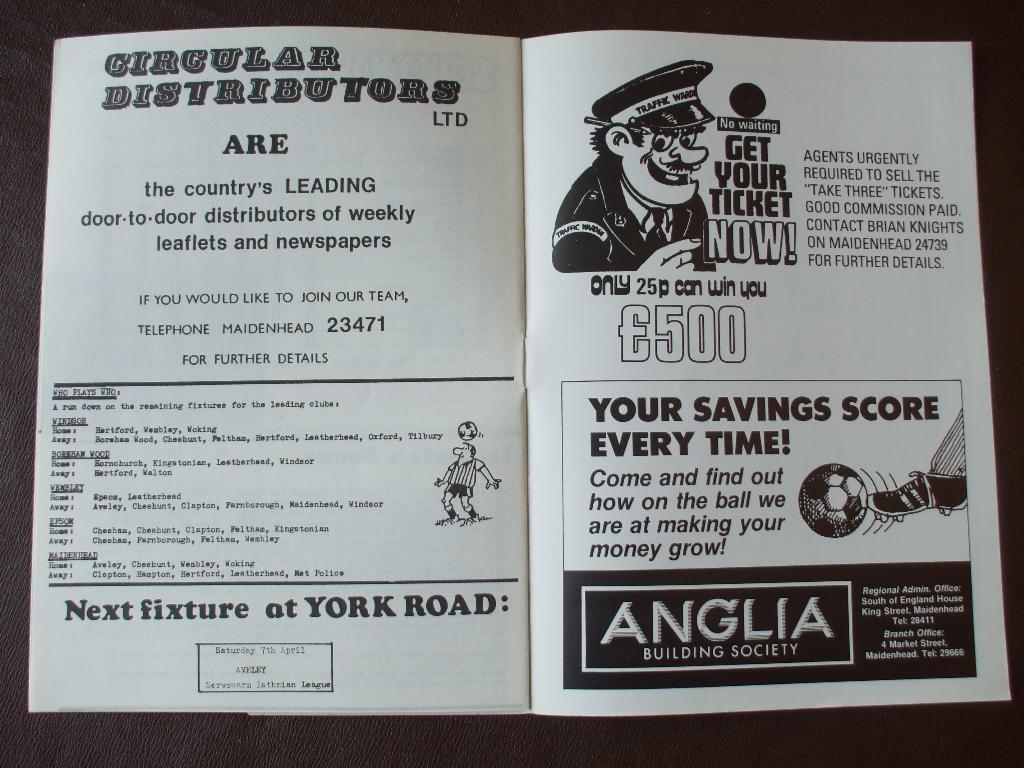 CIRCULAR
DISTRIBUTORS
LTD
ARE
the country's LEADING
door-to-door distributors of weekly
leaflets and newspapers
IF YOU WOULD LIKE TO JOIN OUR TEAM,
TELEPHONE MAIDENHEAD 23471
FOR FURTHER DETAILS
WHO PLAYS WHO:
A run down on the remaining fixtures for the leading clubs:
WINDSOR
Home: Hertford, Wembley, Woking
Away: Boreham Wood, Cheshunt, Feltham, Hertford, Leatherhead, Oxford, Tilbury
BOREHAM WOOD
Home: Hornchurch, Kingstonian, Leatherhead, Windsor
Away: Hertford, Walton
WEMBLEY
Home: Epsom, Leatherhead
Away: Aveley, Cheshunt, Clapton, Farnborough, Maidenhead, Windsor
EPSOM
Home: Chesham, Cheshunt, Clapton, Feltham, Kingstonian
Away: Chesham, Farnborough, Feltham, Wembley
MAIDENHEAD
Home: Aveley, Cheshunt, Wembley, Woking
Away: Clapton, Hampton, Hertford, Leatherhead, Met Police
Next fixture at YORK ROAD:
Saturday 7th April
AVELEY
Servowarm Isthmian League
TRAFFIC WARDEN
TRAFFIC WARDEN
No waiting
GET
YOUR
TICKET
NOW!
ONLY 25p can win you
£500
AGENTS URGENTLY
REQUIRED TO SELL THE
"TAKE THREE" TICKETS.
GOOD COMMISSION PAID.
CONTACT BRIAN KNIGHTS
ON MAIDENHEAD 24739
FOR FURTHER DETAILS.
YOUR SAVINGS SCORE
EVERY TIME!
Come and find out
how on the ball we
are at making your
money grow!
ANGLIA
BUILDING SOCIETY
Regional Admin. Office:
South of England House
King Street, Maidenhead
Tel: 28411
Branch Office:
4 Market Street,
Maidenhead. Tel: 29666